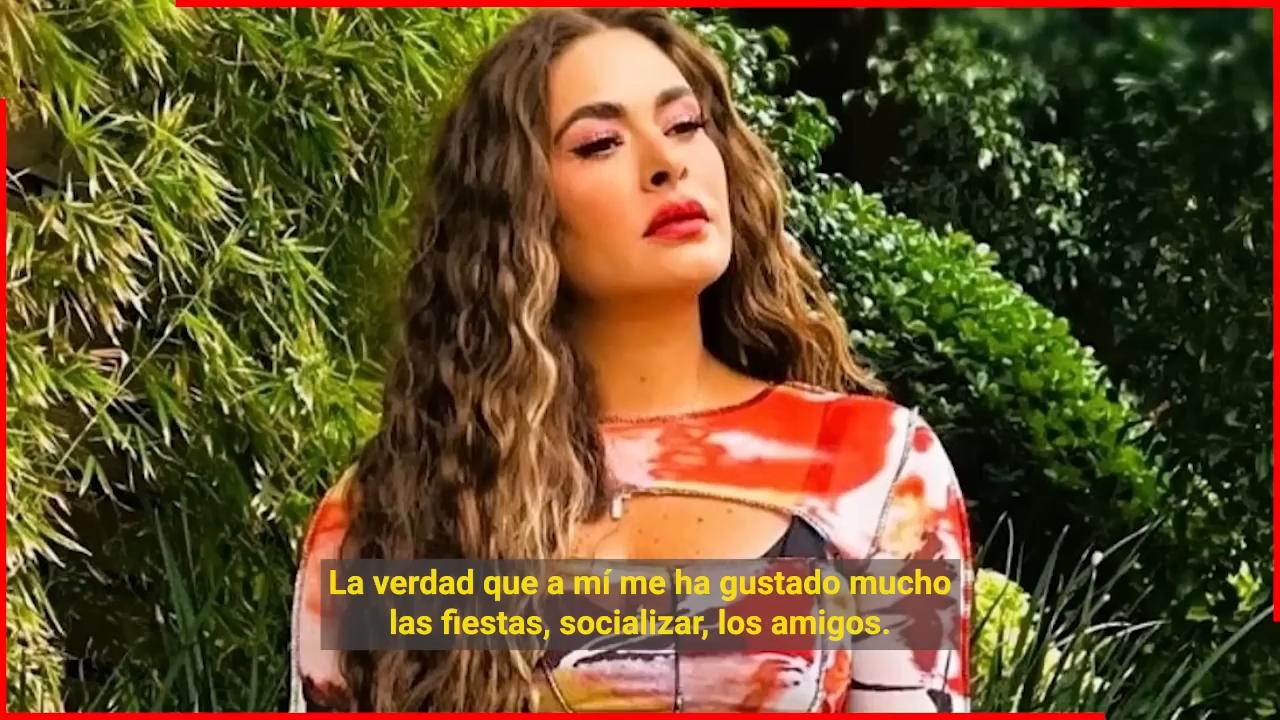 La verdad que a mí me ha gustado mucho
las fiestas, socializar, los amigos.